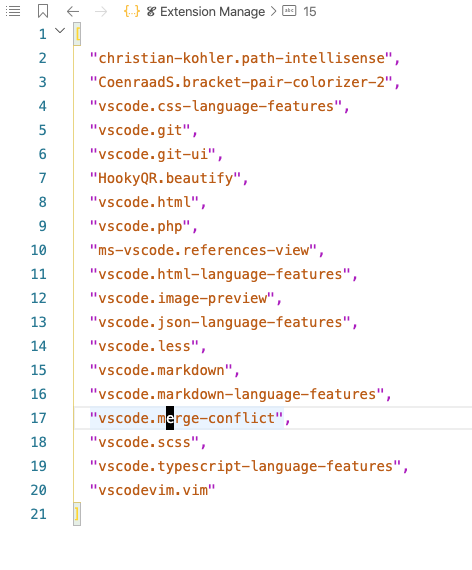 {..} Extension Manage > abc 15
1 [
2 "christian-kohler.path-intellisense",
3 "CoenraadS.bracket-pair-colorizer-2",
4 "vscode.css-language-features",
5 "vscode.git",
6 "vscode.git-ui",
7 "HookyQR.beautify",
8 "vscode.html",
9 "vscode.php",
10 "ms-vscode.references-view",
11 "vscode.html-language-features",
12 "vscode.image-preview",
13 "vscode.json-language-features",
14 "vscode.less",
15 "vscode.markdown",
16 "vscode.markdown-language-features",
17 "vscode.merge-conflict",
18 "vscode.scss",
19 "vscode.typescript-language-features",
20 "vscodevim.vim"
21 ]